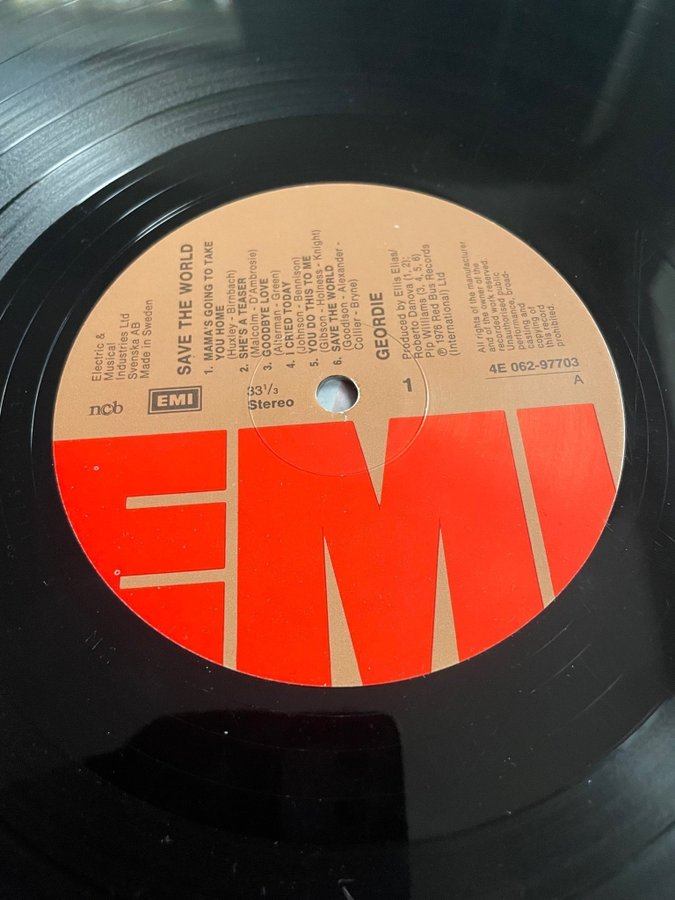 Electric &
Musical
Industries Ltd
Svenska AB
Made in Sweden
ncb
EMI
SAVE THE WORLD
1. MAMA'S GOING TO TAKE
YOU HOME
(Huxley - Birnbach)
2. SHE'S A TEASER
(Malcolm - D'Ambrosie)
3. GOODBYE LOVE
(Alterman - Green)
4. I CRIED TODAY
(Johnson - Bennison)
5. YOU DO THIS TO ME
(Gibson - Holness - Knight)
6. SAVE THE WORLD
(Goodison - Alexander -
Collier - Bryne)
33⅓
Stereo
GEORDIE
Produced by Ellis Elias/
Roberto Danova (1, 2);
Pip Williams (3, 4, 5, 6)
℗ 1976 Red Bus Records
(International) Ltd
1
All rights of the manufacturer
and of the owner of the
recorded work reserved.
Unauthorised public
performance, broad-
casting and
copying of
this record
prohibited.
4E 062-97703
A
EMI